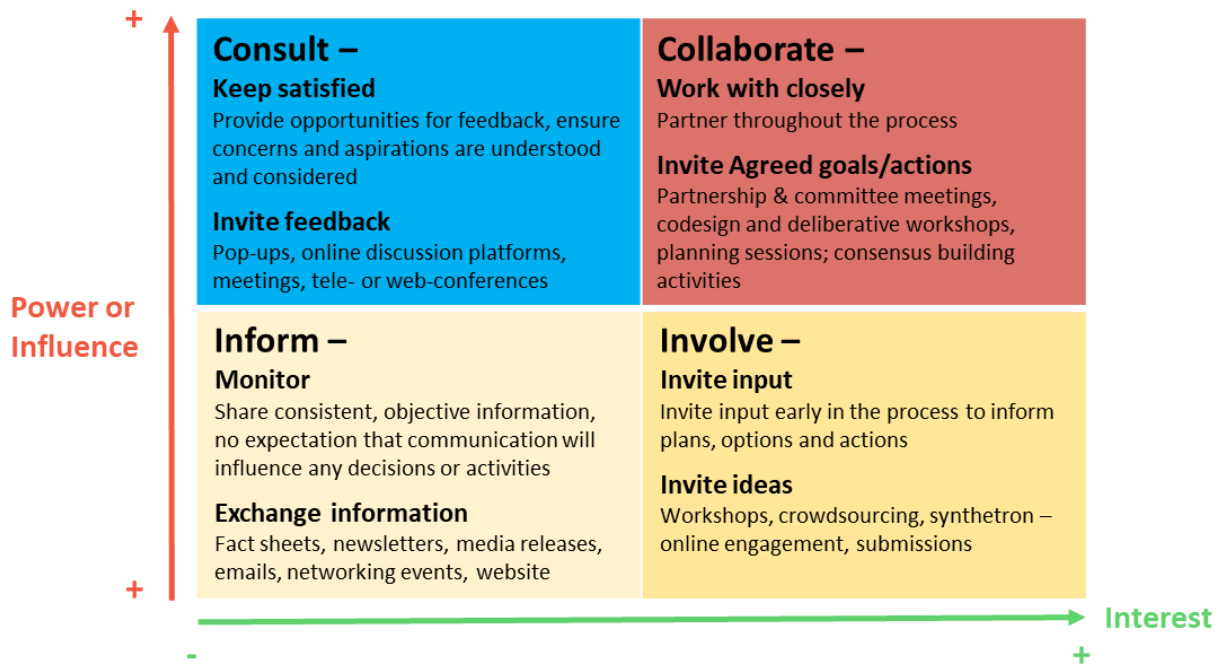 +
Consult –
Keep satisfied
Provide opportunities for feedback, ensure
concerns and aspirations are understood
and considered
Invite feedback
Pop-ups, online discussion platforms,
meetings, tele- or web-conferences
Collaborate –
Work with closely
Partner throughout the process
Invite Agreed goals/actions
Partnership & committee meetings,
codesign and deliberative workshops,
planning sessions; consensus building
activities
Power or
Influence
Inform –
Monitor
Share consistent, objective information,
no expectation that communication will
influence any decisions or activities
Exchange information
Fact sheets, newsletters, media releases,
emails, networking events, website
Involve –
Invite input
Invite input early in the process to inform
plans, options and actions
Invite ideas
Workshops, crowdsourcing, synthetron –
online engagement, submissions
+
Interest
-
+